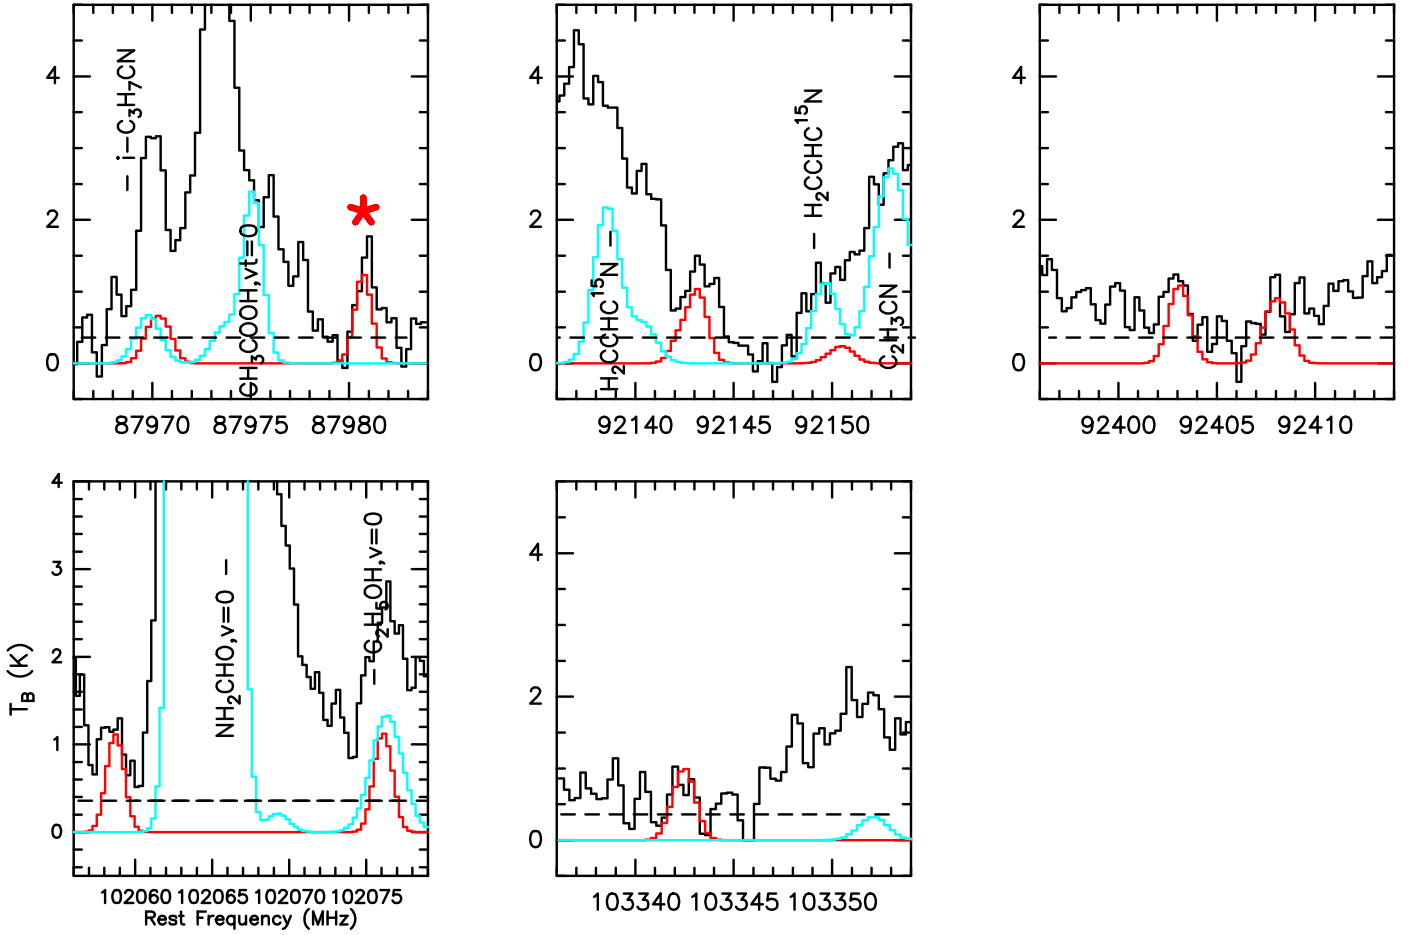 4
2
0
– i–C₃H₇CN
CH₃COOH,vt=0
87970 87975 87980
4
2
0
H₂CCHC¹⁵N –
– H₂CCHC¹⁵N
C₂H₃CN –
92140 92145 92150
4
2
0
92400 92405 92410
4
3
2
1
0
T_B (K)
NH₂CHO,v=0 –
– C₂H₅OH,v=0
102060 102065 102070 102075
Rest Frequency (MHz)
4
2
0
103340 103345 103350